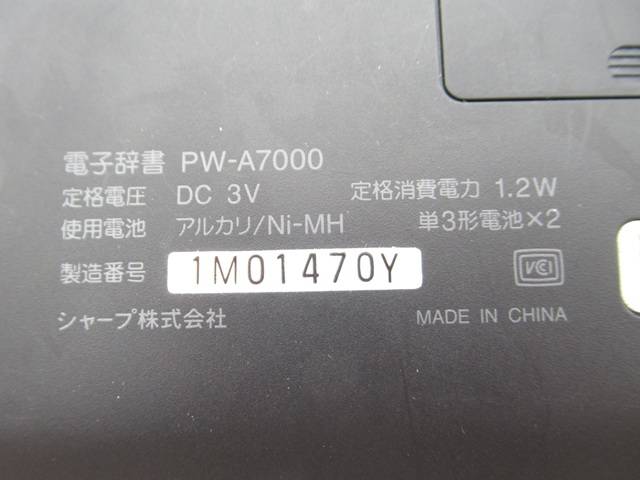 電子辞書 PW-A7000
定格電圧 DC 3V 定格消費電力 1.2W
使用電池 アルカリ/Ni-MH 単3形電池×2
製造番号 1M01470Y VCI
シャープ株式会社 MADE IN CHINA